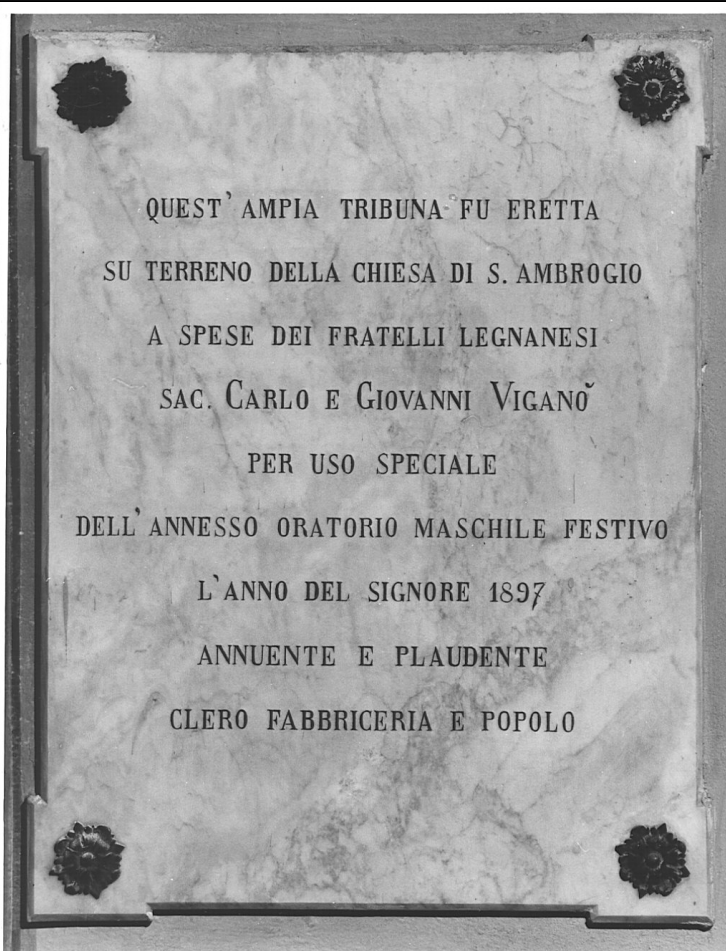 QUEST'AMPIA TRIBUNA FU ERETTA
SU TERRENO DELLA CHIESA DI S. AMBROGIO
A SPESE DEI FRATELLI LEGNANESI
SAC. CARLO E GIOVANNI VIGANÒ
PER USO SPECIALE
DELL'ANNESSO ORATORIO MASCHILE FESTIVO
L'ANNO DEL SIGNORE 1897
ANNUENTE E PLAUDENTE
CLERO FABBRICERIA E POPOLO